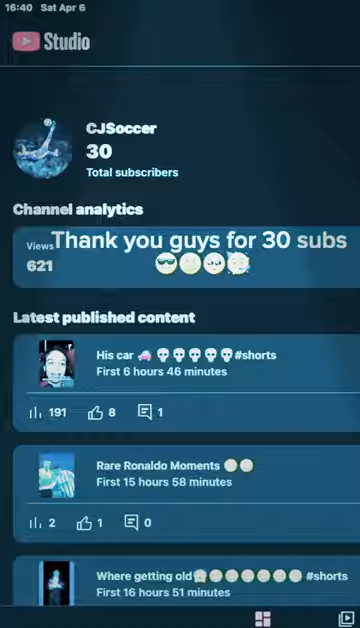 16:40 Sat Apr 6
Studio
CJSoccer
30
Total subscribers
Channel analytics
Views
Thank you guys for 30 subs
😎🥹🥺🥳
621
Latest published content
His car 🚗 💀💀💀💀💀#shorts
First 6 hours 46 minutes
191 8 1
Rare Ronaldo Moments
First 15 hours 58 minutes
2 1 0
Where getting old #shorts
First 16 hours 51 minutes